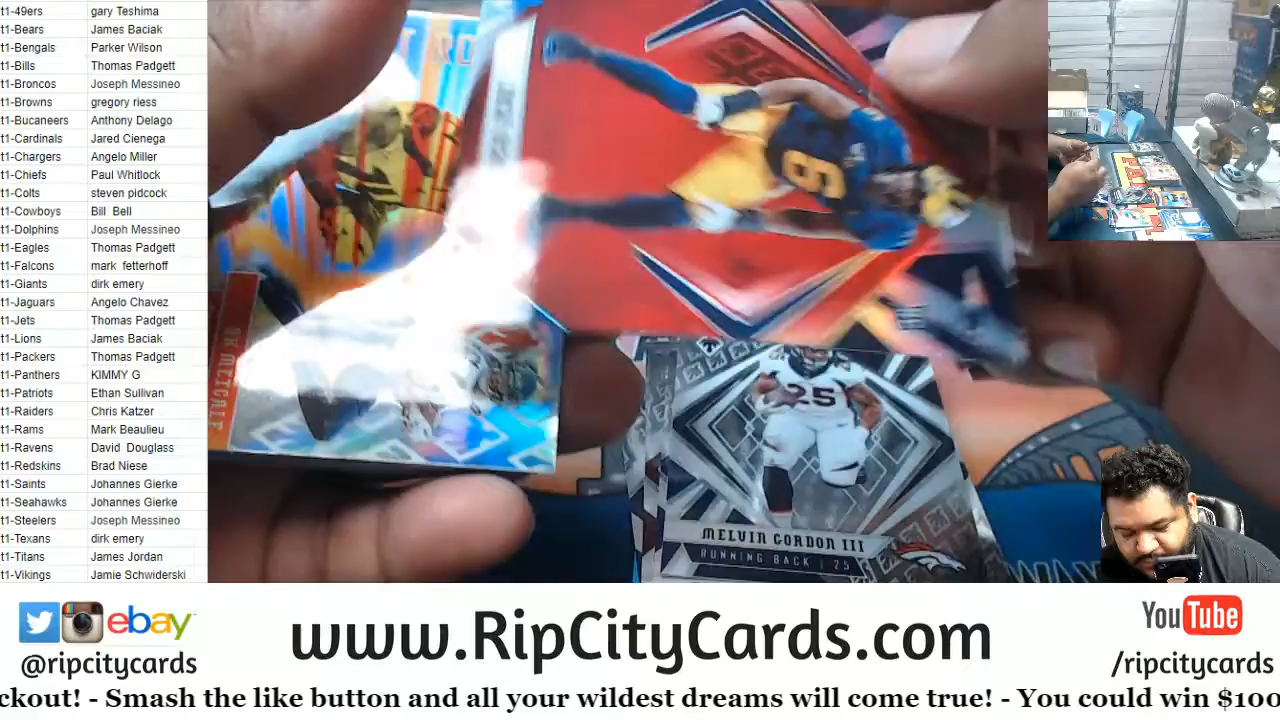 t1-49ers gary Teshima
t1-Bears James Baciak
t1-Bengals Parker Wilson
t1-Bills Thomas Padgett
t1-Broncos Joseph Messineo
t1-Browns gregory riess
t1-Bucaneers Anthony Delago
t1-Cardinals Jared Cienega
t1-Chargers Angelo Miller
t1-Chiefs Paul Whitlock
t1-Colts steven pidcock
t1-Cowboys Bill Bell
t1-Dolphins Joseph Messineo
t1-Eagles Thomas Padgett
t1-Falcons mark fetterhoff
t1-Giants dirk emery
t1-Jaguars Angelo Chavez
t1-Jets Thomas Padgett
t1-Lions James Baciak
t1-Packers Thomas Padgett
t1-Panthers KIMMY G
t1-Patriots Ethan Sullivan
t1-Raiders Chris Katzer
t1-Rams Mark Beaulieu
t1-Ravens David Douglass
t1-Redskins Brad Niese
t1-Saints Johannes Gierke
t1-Seahawks Johannes Gierke
t1-Steelers Joseph Messineo
t1-Texans dirk emery
t1-Titans James Jordan
t1-Vikings Jamie Schwiderski
DK METCALF
9
25
MELVIN GORDON III
RUNNING BACK | 25
ebay
@ripcitycards
www.RipCityCards.com
YouTube
/ripcitycards
ckout! - Smash the like button and all your wildest dreams will come true! - You could win $100